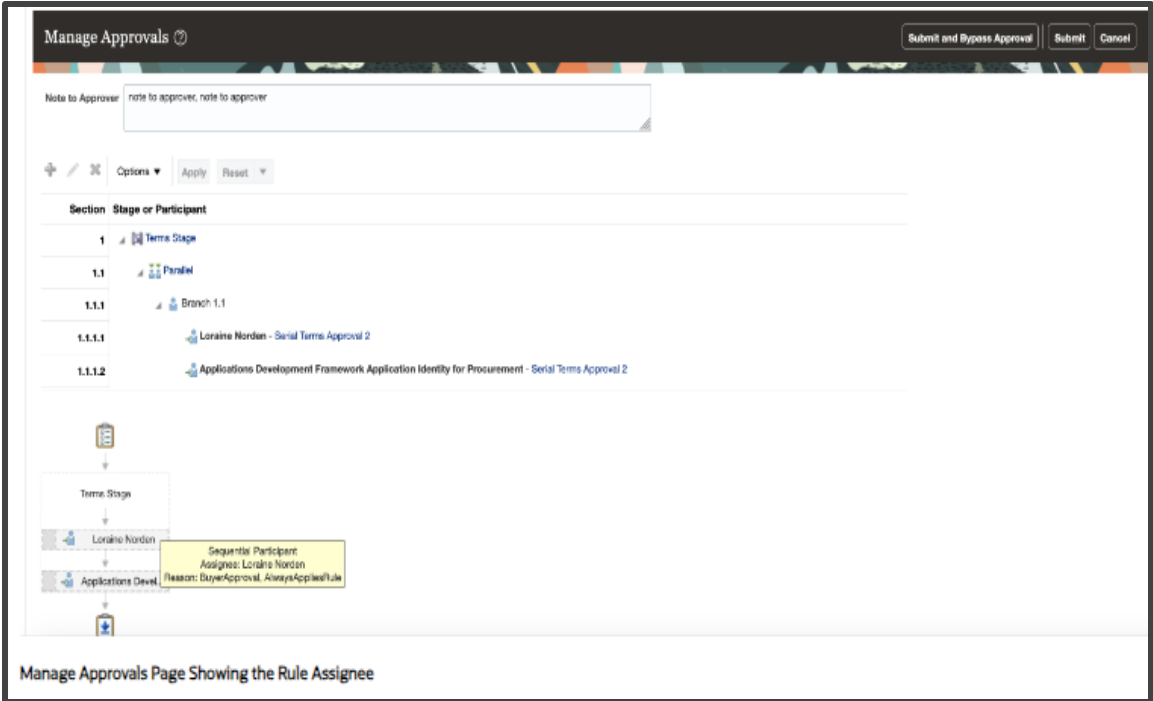 Manage Approvals ?
Submit and Bypass Approval Submit Cancel
Note to Approver note to approver, note to approver
Options ▼ Apply Reset ▼
Section Stage or Participant
1 Terms Stage
1.1 Parallel
1.1.1 Branch 1.1
1.1.1.1 Loraine Norden - Serial Terms Approval 2
1.1.1.2 Applications Development Framework Application Identity for Procurement - Serial Terms Approval 2
Terms Stage
Loraine Norden
Sequential Participant
Assignee: Loraine Norden
Reason: BuyerApproval, AlwaysAppliesRule
Applications Devel..
Manage Approvals Page Showing the Rule Assignee